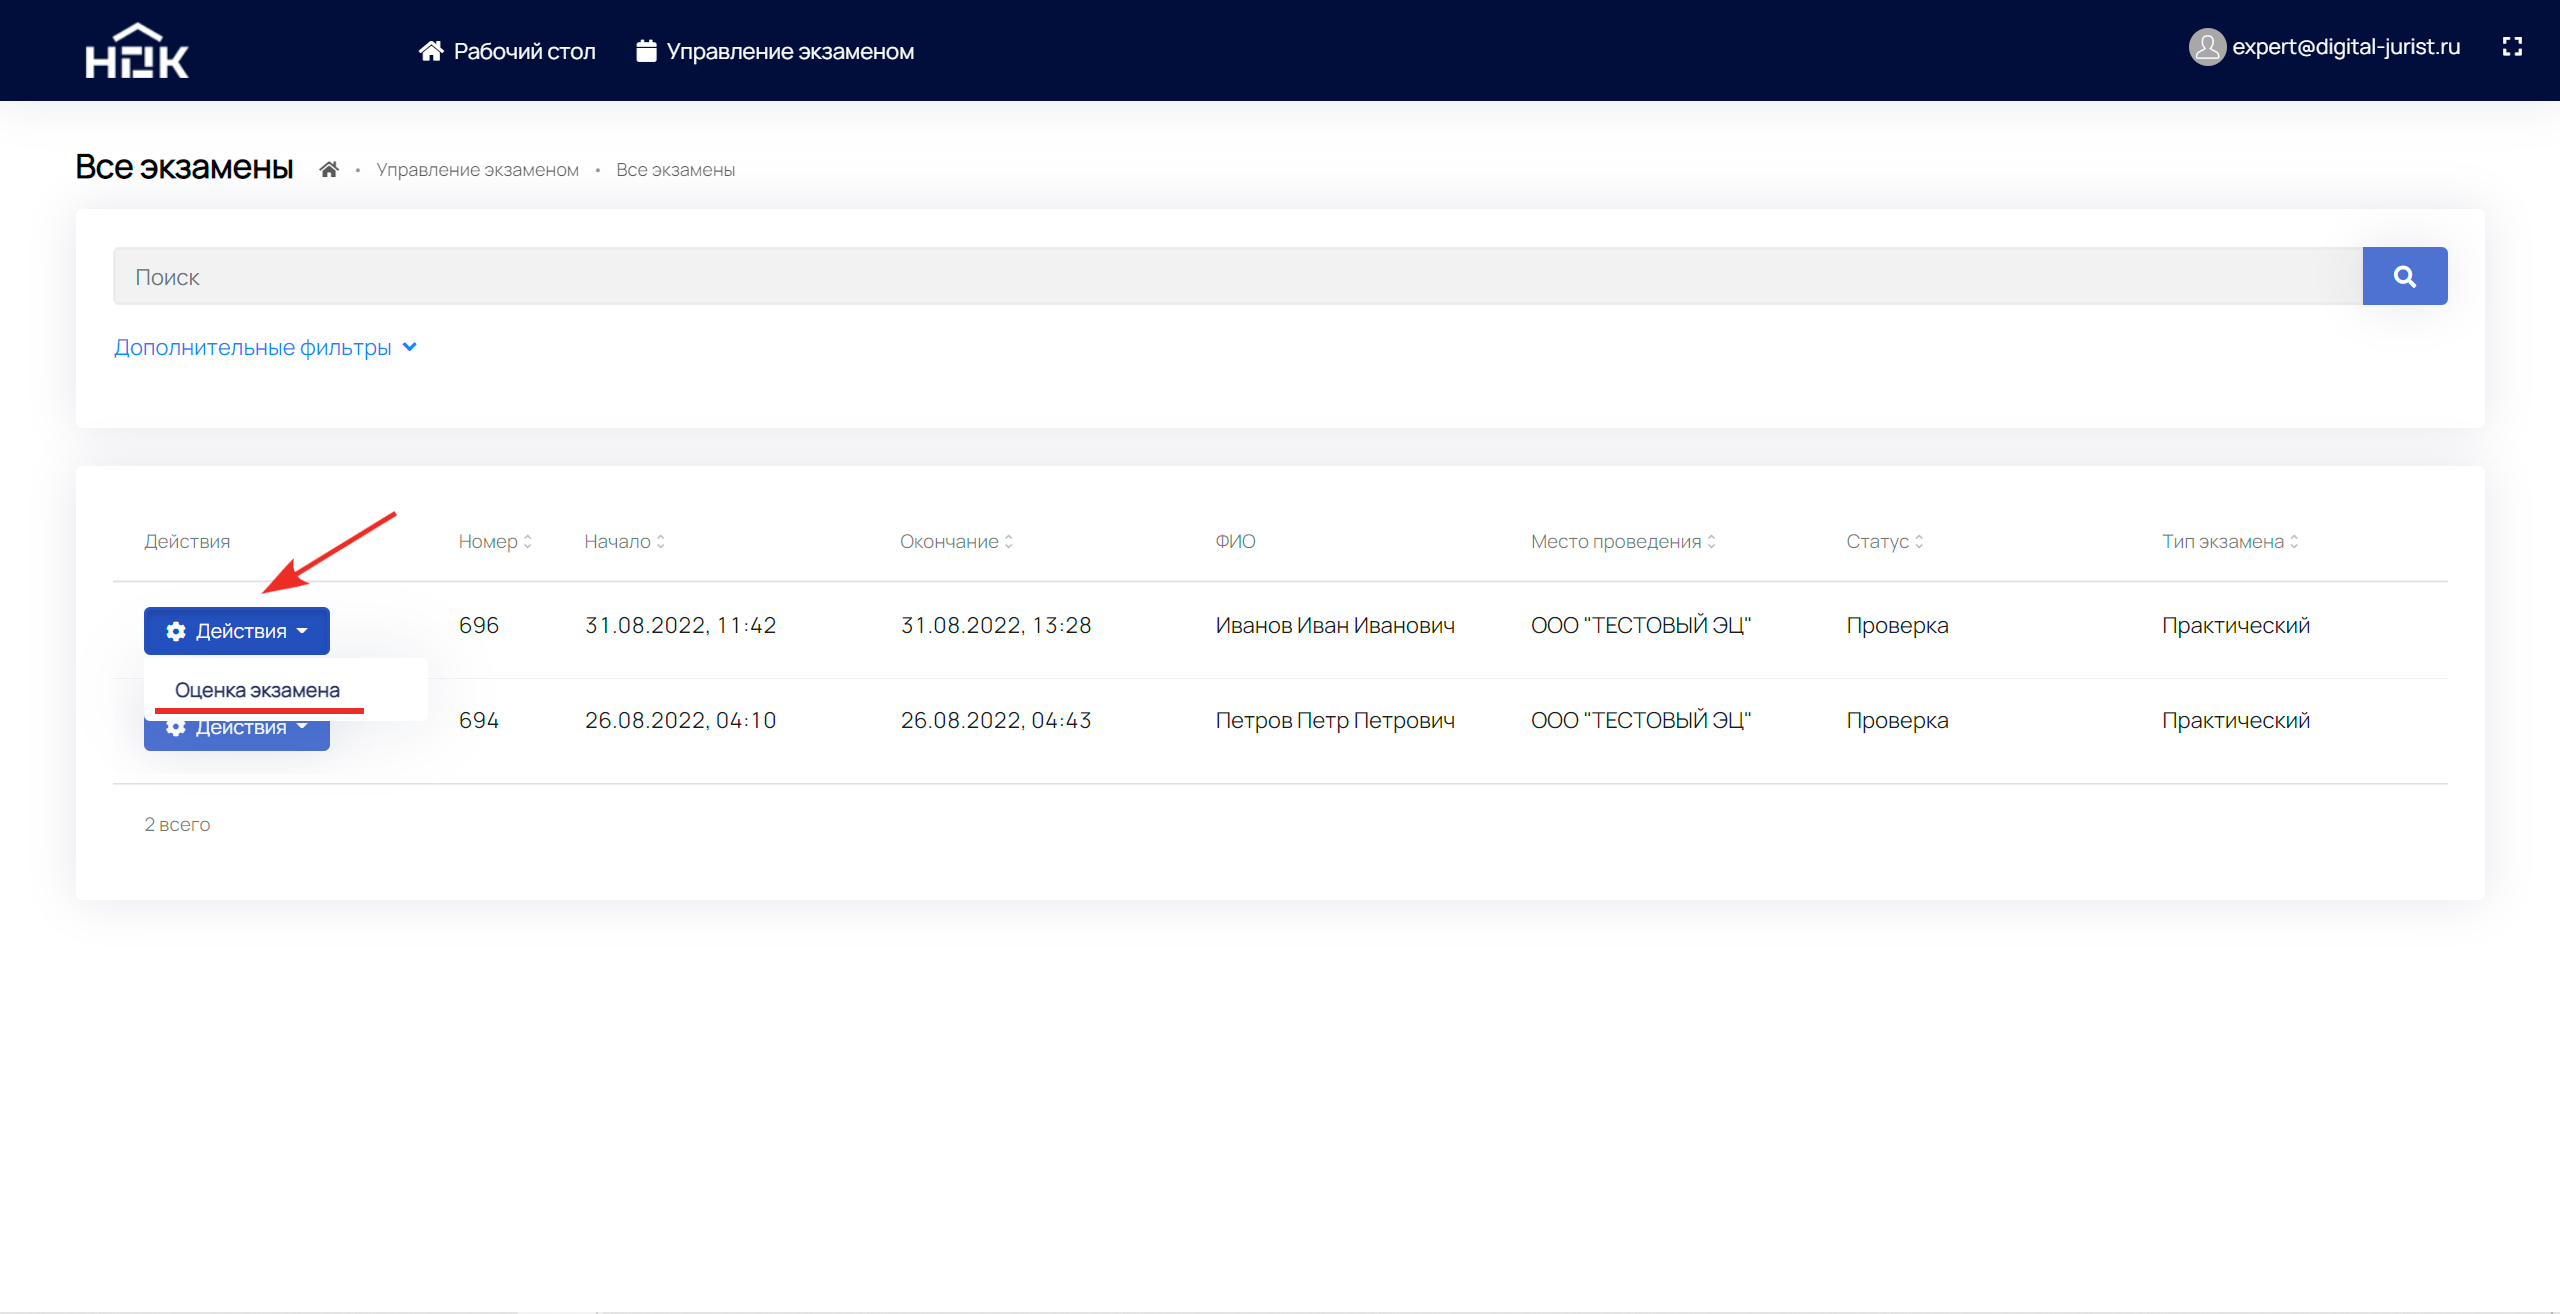 НОК
Рабочий стол
Управление экзаменом
expert@digital-jurist.ru
Все экзамены
Управление экзаменом • Все экзамены
Поиск
Дополнительные фильтры
Действия Номер Начало Окончание ФИО Место проведения Статус Тип экзамена
Действия 696 31.08.2022, 11:42 31.08.2022, 13:28 Иванов Иван Иванович ООО "ТЕСТОВЫЙ ЭЦ" Проверка Практический
Оценка экзамена
Действия 694 26.08.2022, 04:10 26.08.2022, 04:43 Петров Петр Петрович ООО "ТЕСТОВЫЙ ЭЦ" Проверка Практический
2 всего